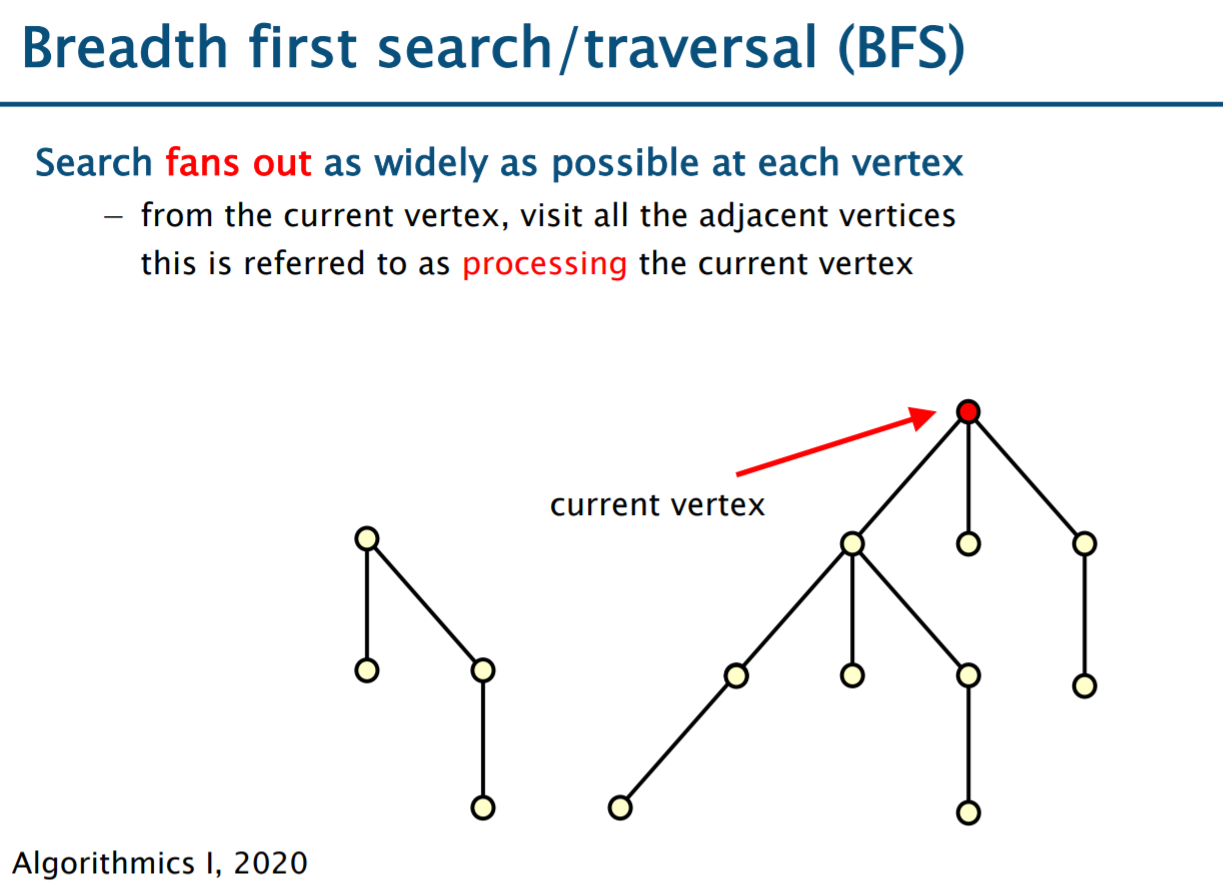 Breadth first search/traversal (BFS)
Search fans out as widely as possible at each vertex
– from the current vertex, visit all the adjacent vertices
this is referred to as processing the current vertex
current vertex
Algorithmics I, 2020